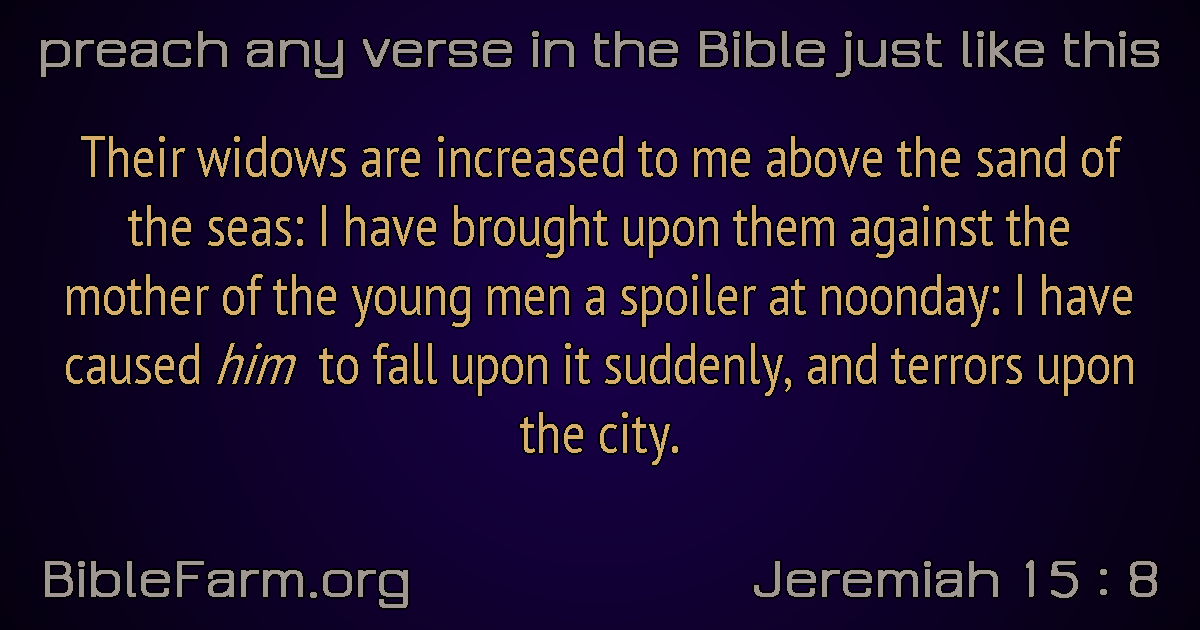 preach any verse in the Bible just like this
Their widows are increased to me above the sand of
the seas: I have brought upon them against the
mother of the young men a spoiler at noonday: I have
caused him to fall upon it suddenly, and terrors upon
the city.
BibleFarm.org
Jeremiah 15 : 8